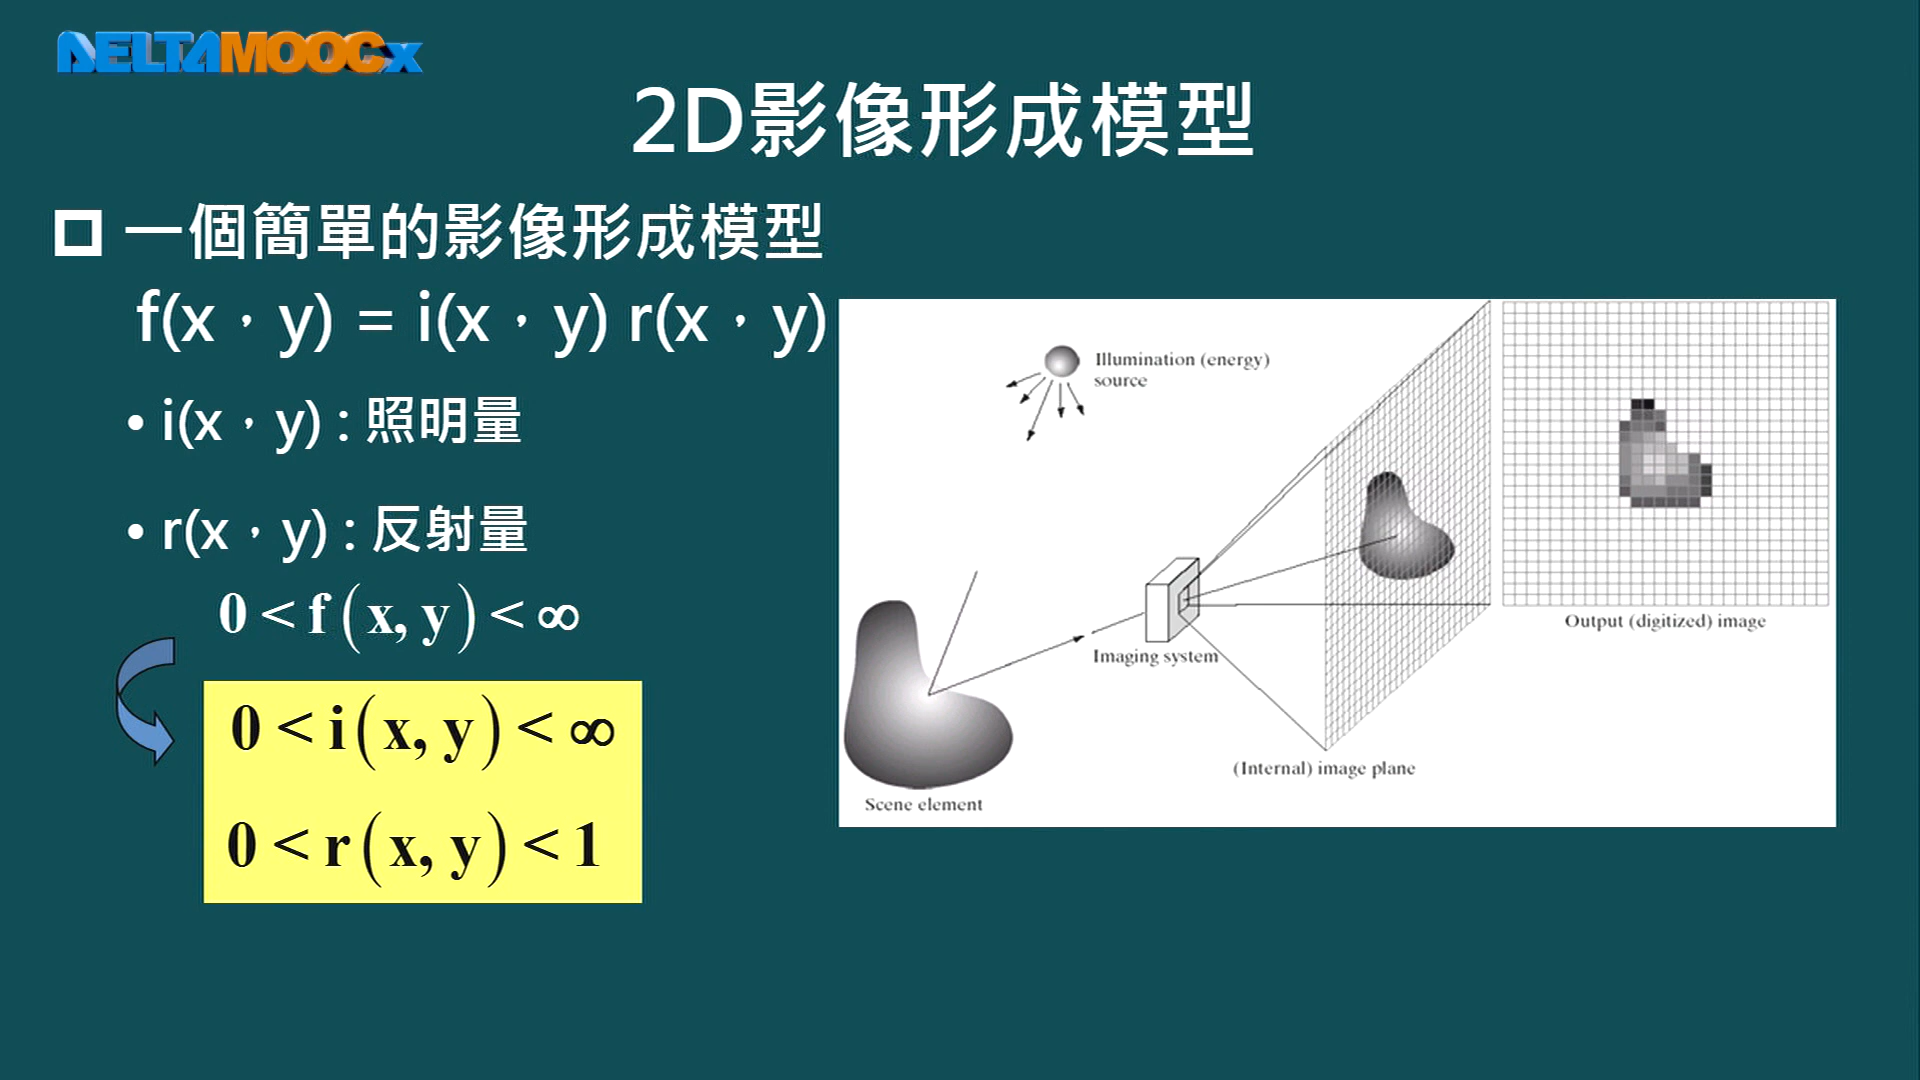 DELTAMOOCx
2D影像形成模型
一個簡單的影像形成模型
f(x，y) = i(x，y) r(x，y)
• i(x，y) : 照明量
• r(x，y) : 反射量
0 < f (x, y) < ∞
0 < i (x, y) < ∞
0 < r (x, y) < 1
Illumination (energy)
source
Output (digitized) image
Imaging system
(Internal) image plane
Scene element